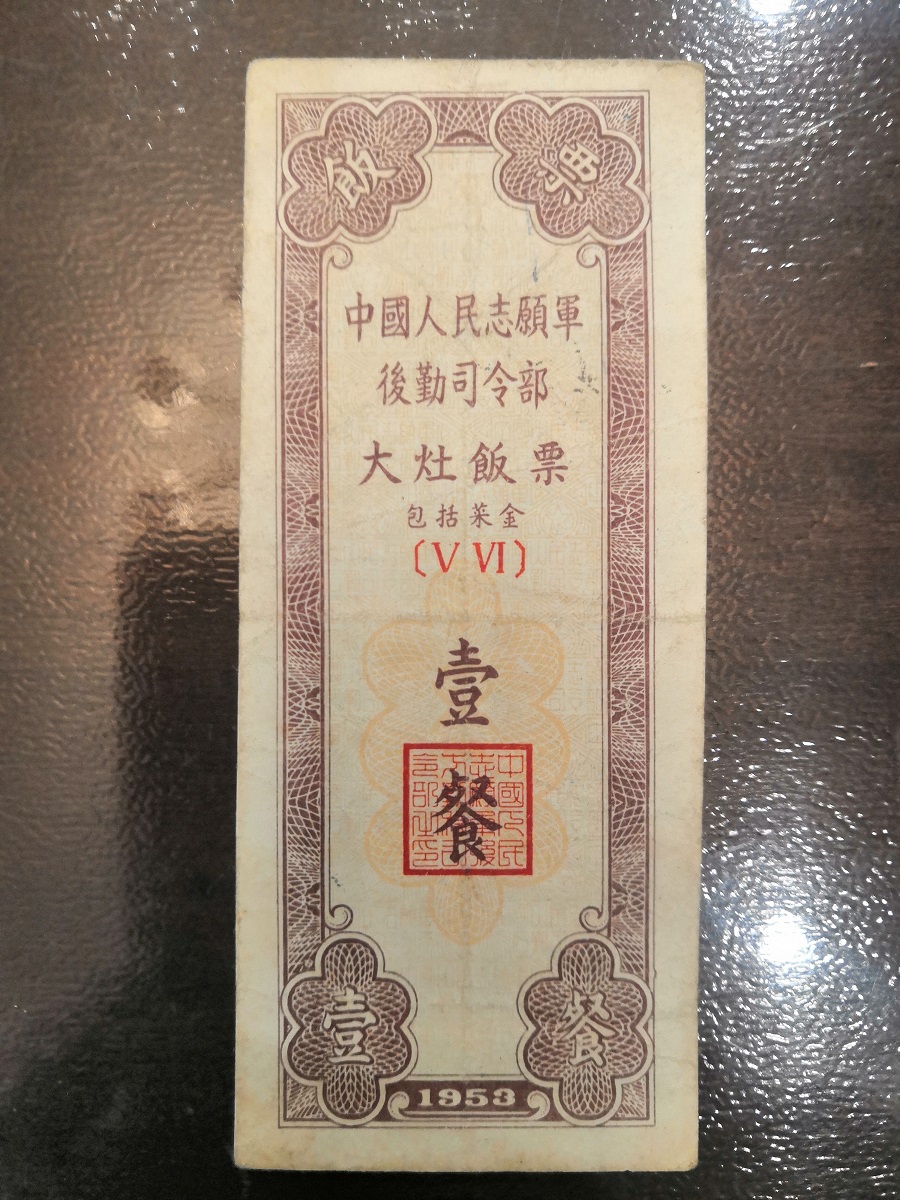 飯 票
中國人民志願軍
後勤司令部
大灶飯票
包括菜金
〔V VI〕
壹
餐
壹 餐
1953